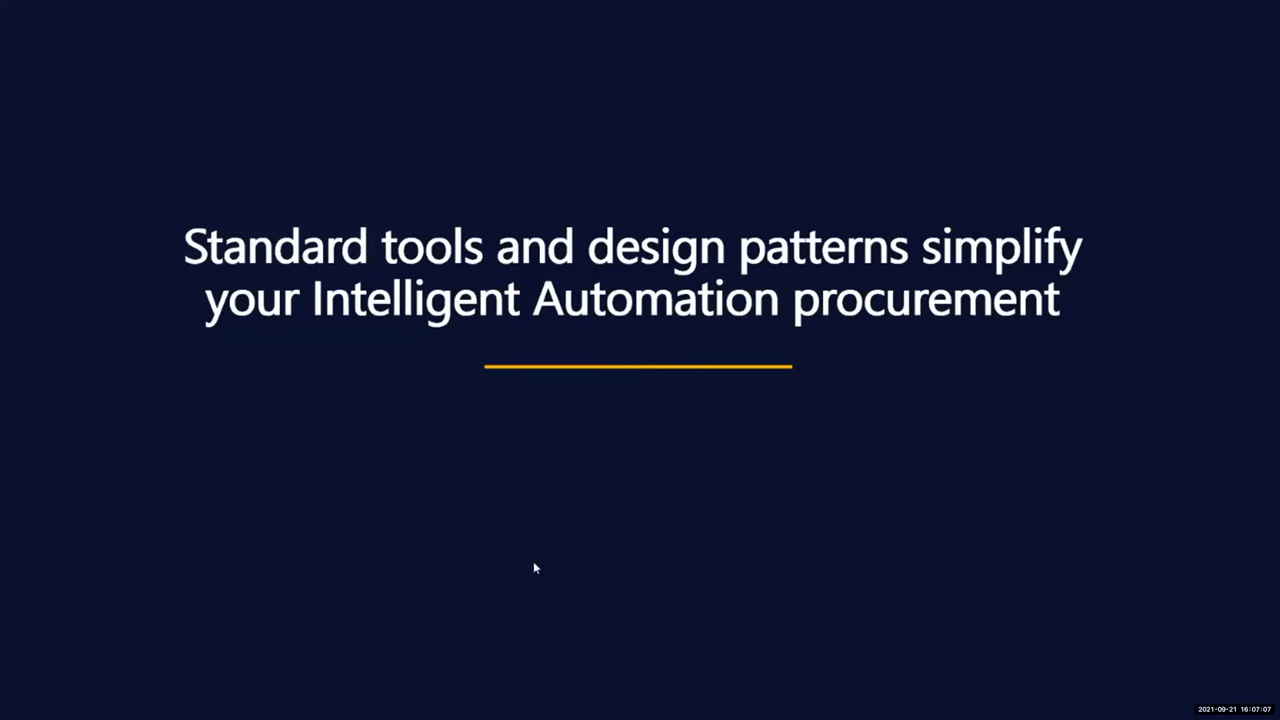 Standard tools and design patterns simplify
your Intelligent Automation procurement
2021-09-21 16:07:07